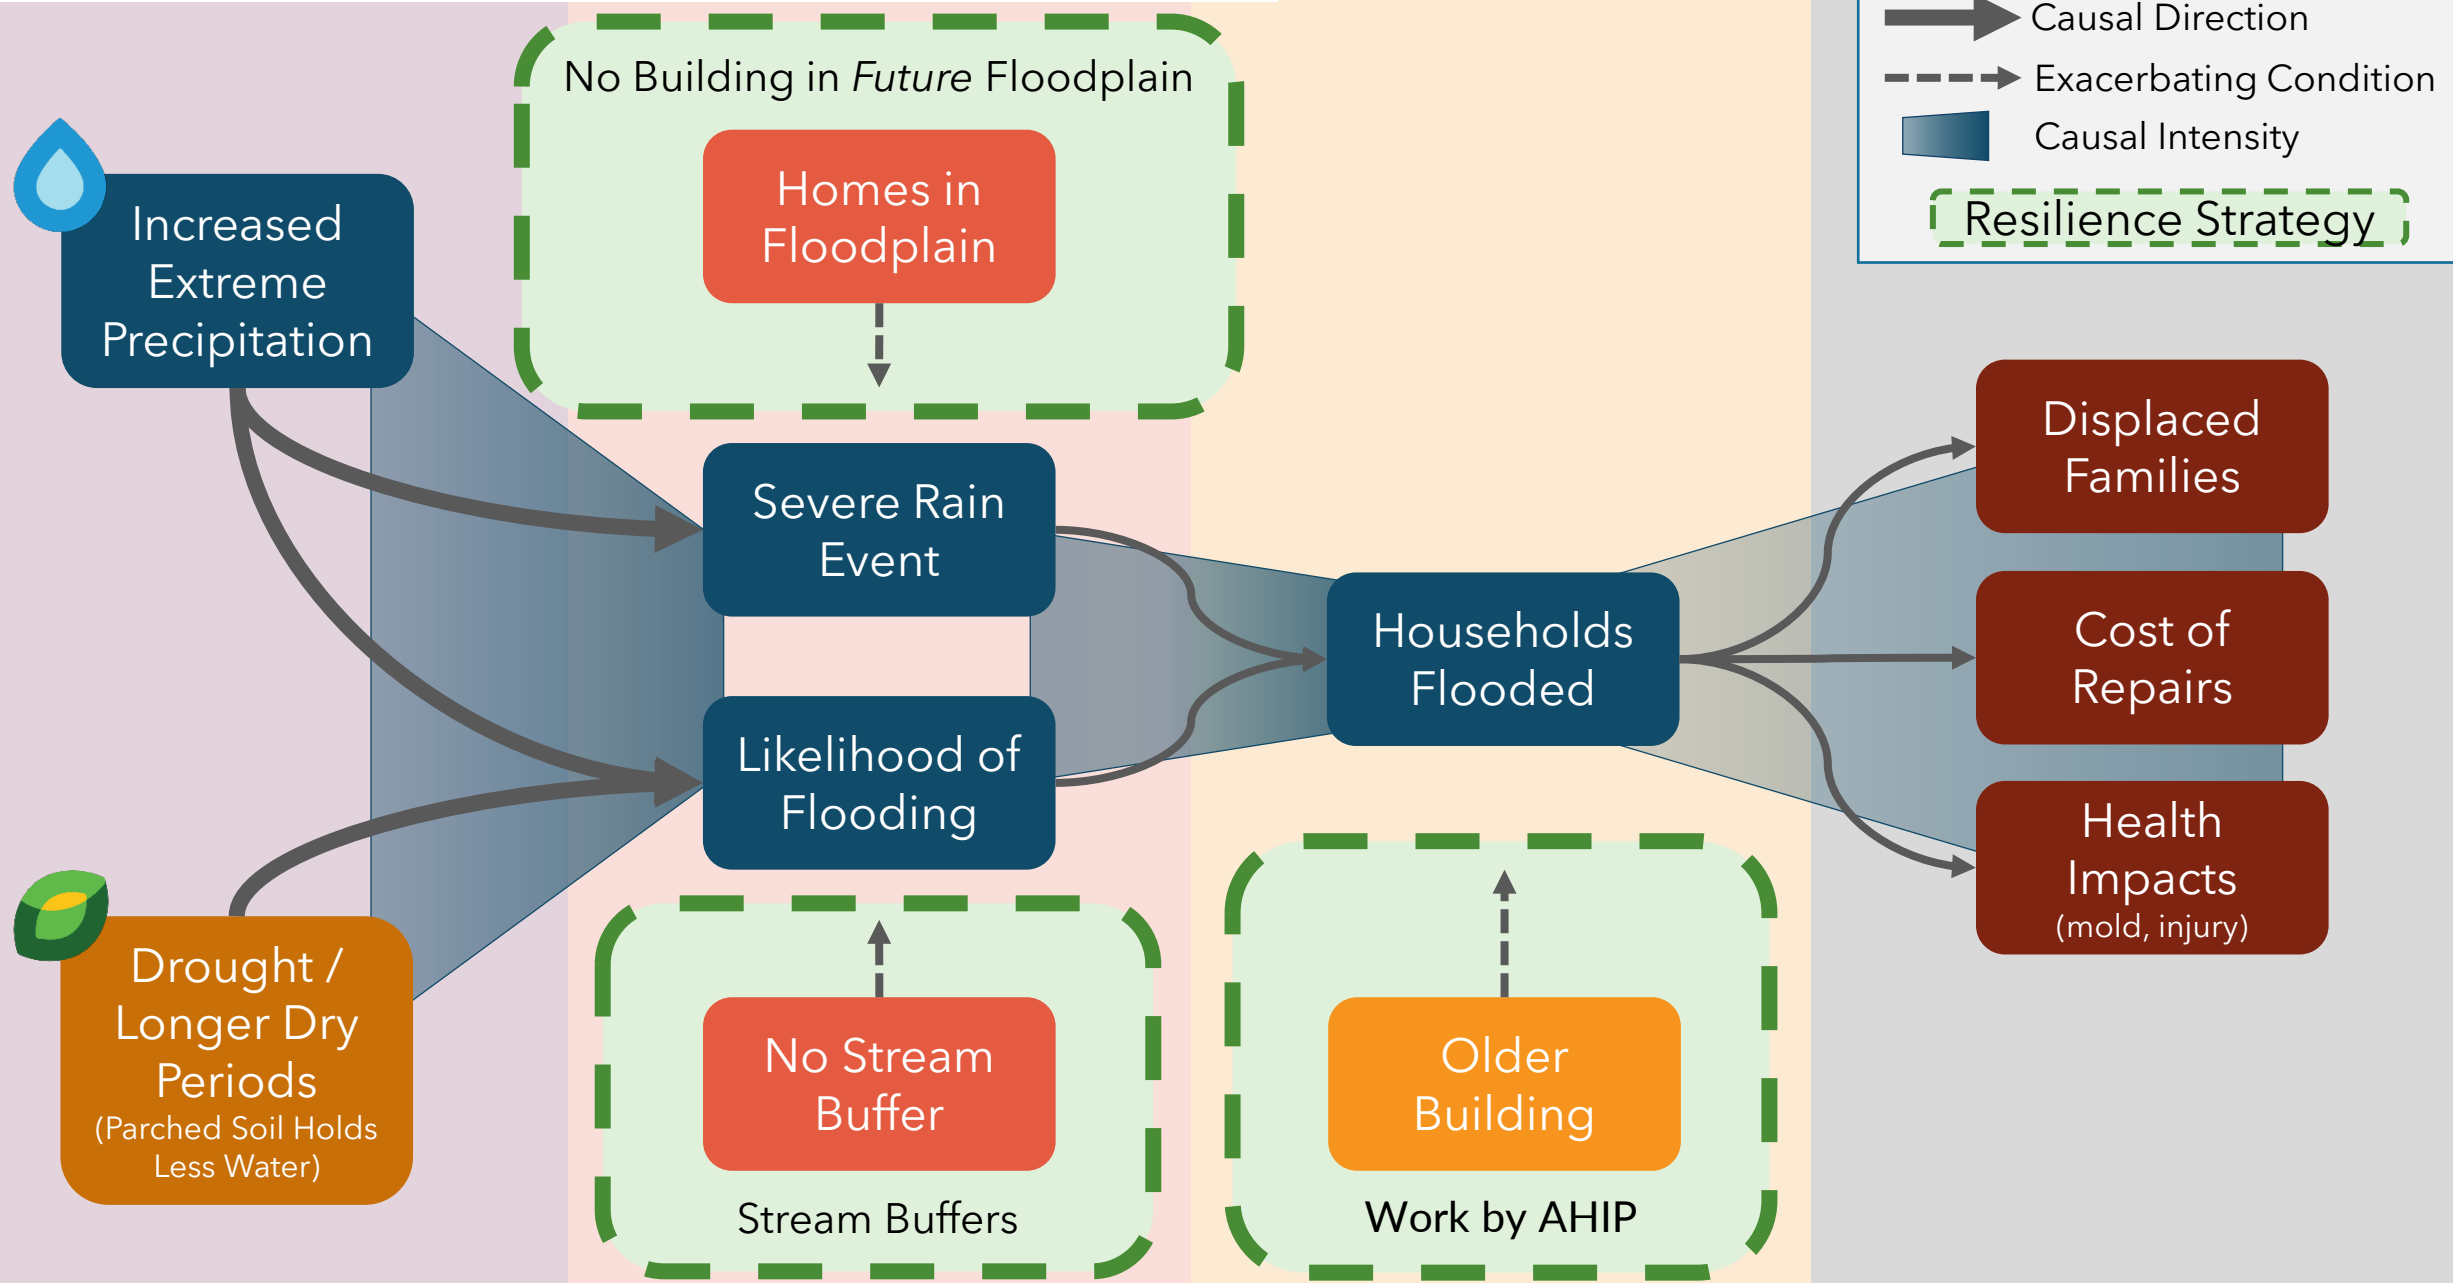 Causal Direction
Exacerbating Condition
Causal Intensity
Resilience Strategy
No Building in Future Floodplain
Homes in
Floodplain
Increased
Extreme
Precipitation
Severe Rain
Event
Likelihood of
Flooding
Households
Flooded
Displaced
Families
Cost of
Repairs
Health
Impacts
(mold, injury)
Drought /
Longer Dry
Periods
(Parched Soil Holds
Less Water)
No Stream
Buffer
Stream Buffers
Older
Building
Work by AHIP